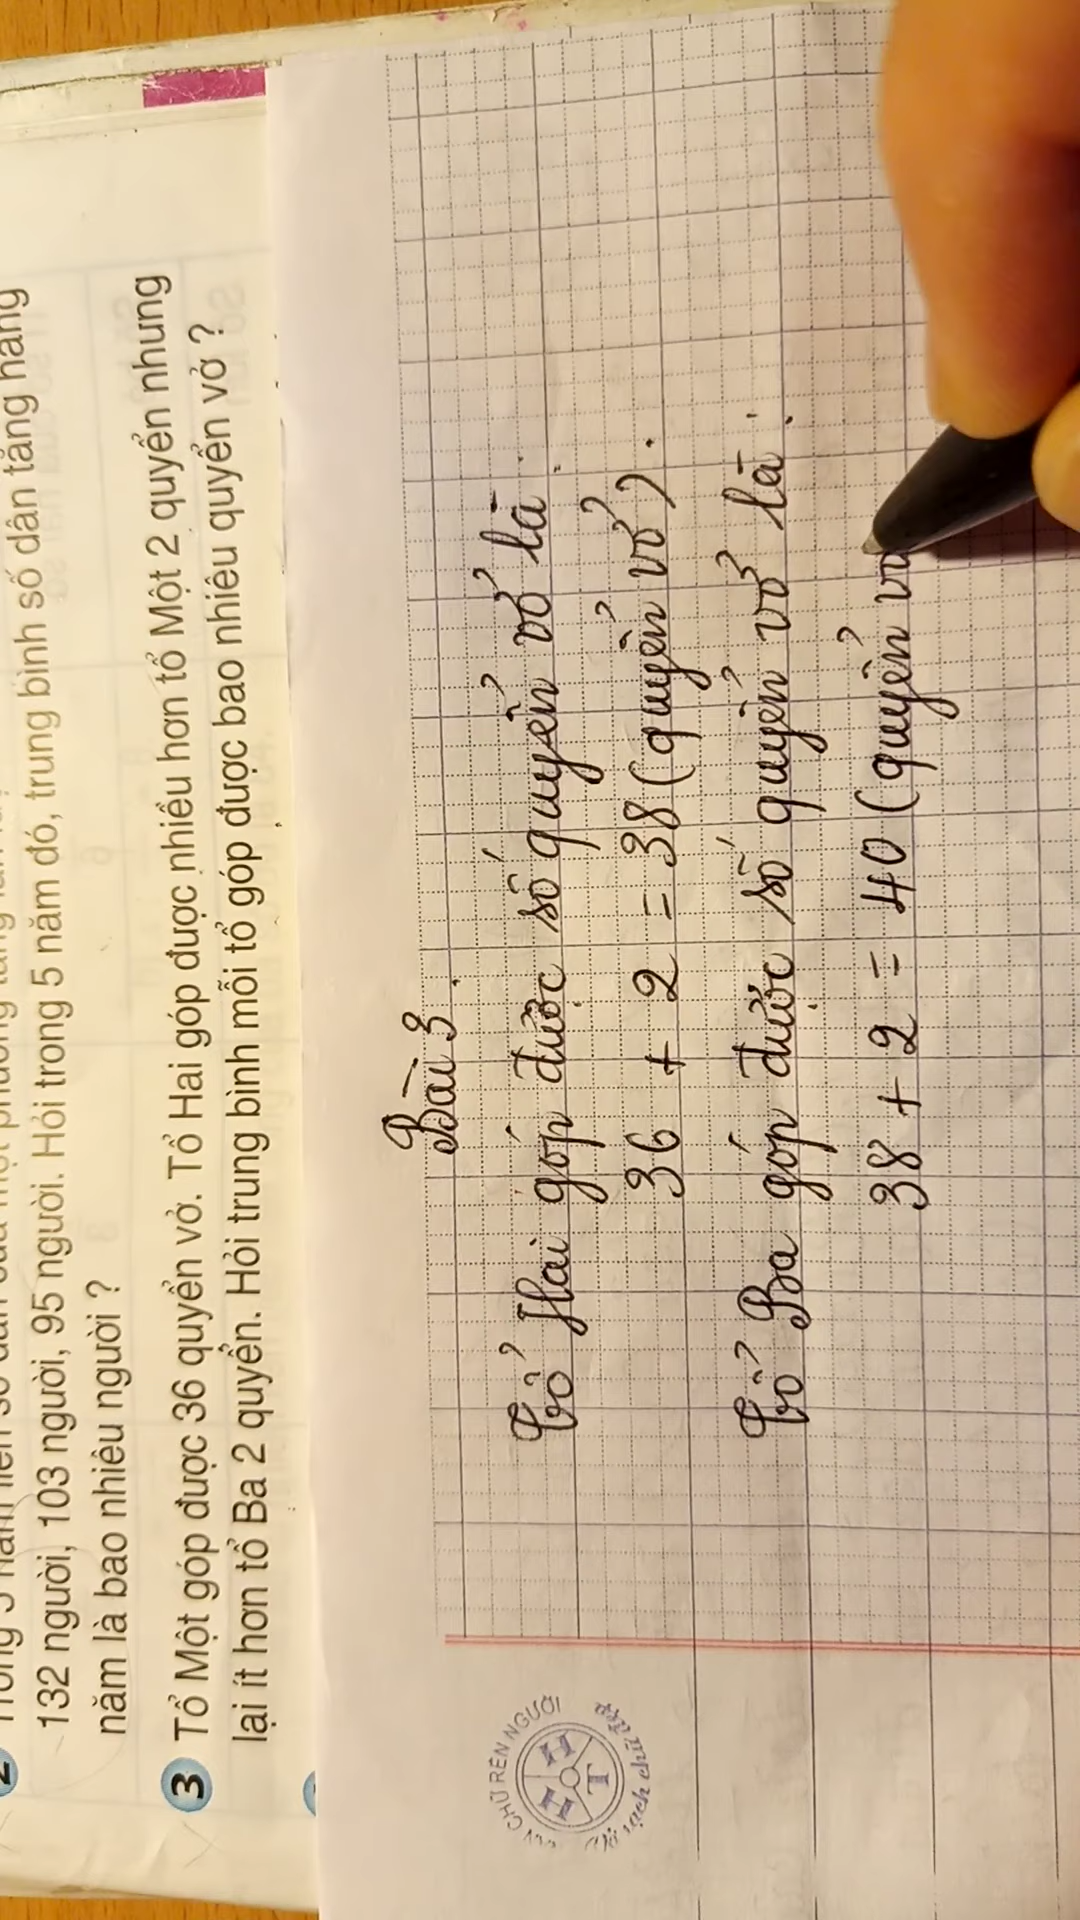 132 người, 103 người, 95 người. Hỏi trong 5 năm đó, trung bình số dân tăng hàng
năm là bao nhiêu người ?
3 Tổ Một góp được 36 quyển vở. Tổ Hai góp được nhiều hơn tổ Một 2 quyển nhưng
lại ít hơn tổ Ba 2 quyển. Hỏi trung bình mỗi tổ góp được bao nhiêu quyển vở ?
Bài 3.
Tổ Hai góp được số quyển vở là :
36 + 2 = 38 (quyển vở).
Tổ Ba góp được số quyển vở là :
38 + 2 = 40 (quyển vở
CHỮ RÈN NGƯỜI
H T H